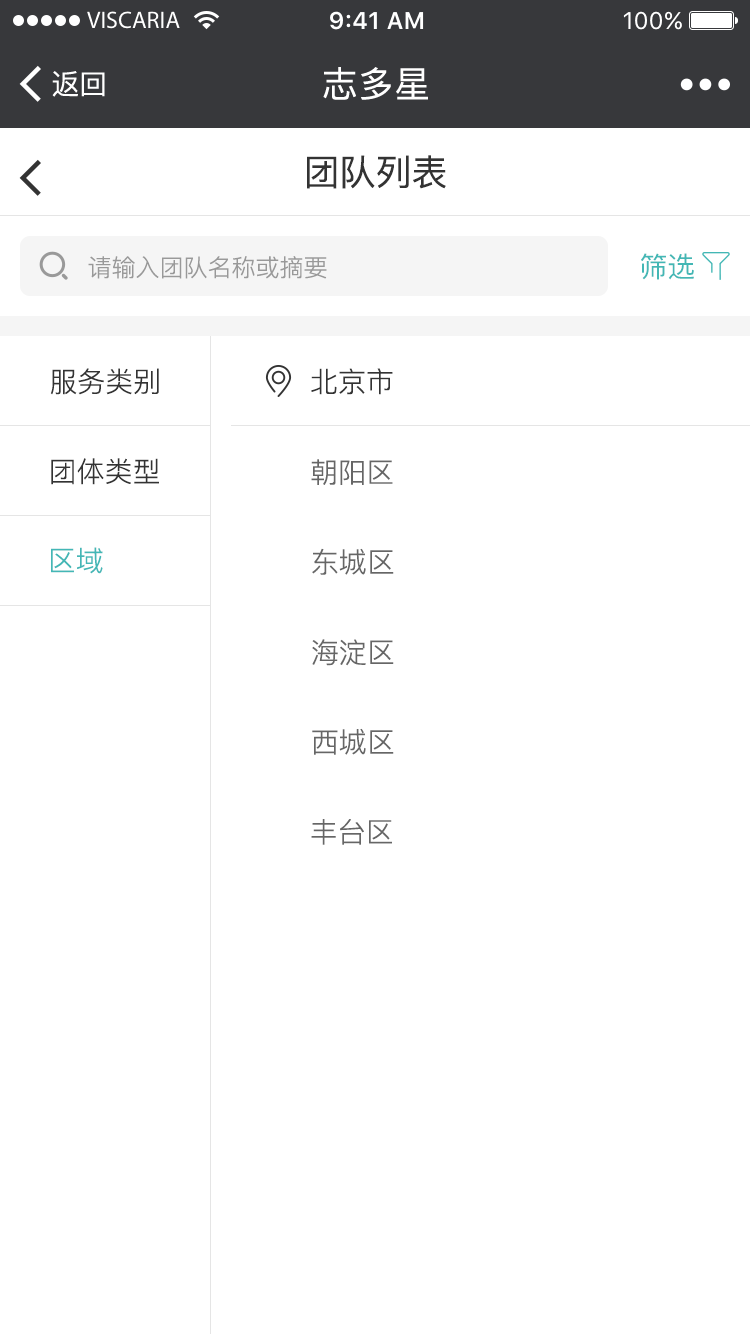 VISCARIA 9:41 AM 100%
返回 志多星
团队列表
请输入团队名称或摘要 筛选
服务类别
团体类型
区域
北京市
朝阳区
东城区
海淀区
西城区
丰台区